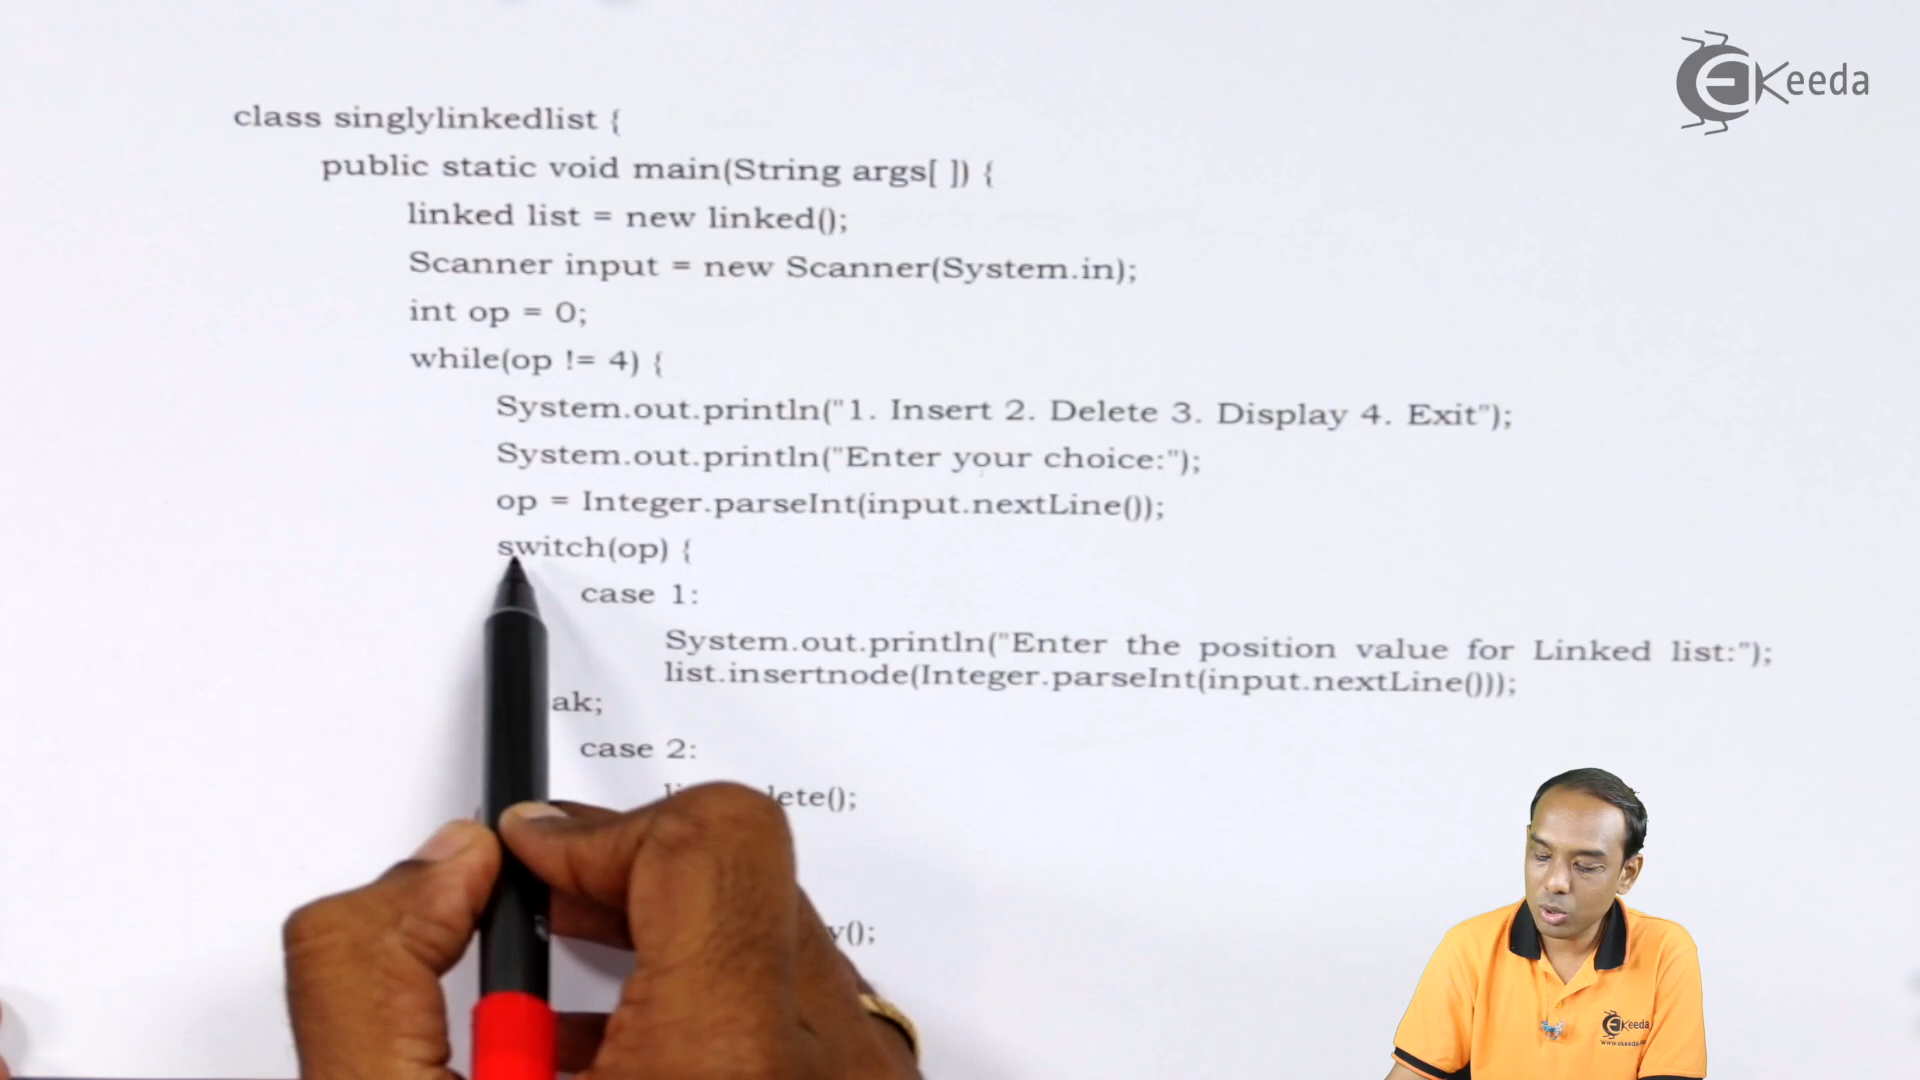 EKeeda
class singlylinkedlist {
public static void main(String args[ ]) {
linked list = new linked();
Scanner input = new Scanner(System.in);
int op = 0;
while(op != 4) {
System.out.println("1. Insert 2. Delete 3. Display 4. Exit");
System.out.println("Enter your choice:");
op = Integer.parseInt(input.nextLine());
switch(op) {
case 1:
System.out.println("Enter the position value for Linked list:");
list.insertnode(Integer.parseInt(input.nextLine()));
ak;
case 2:
lete();
y();
EKeeda